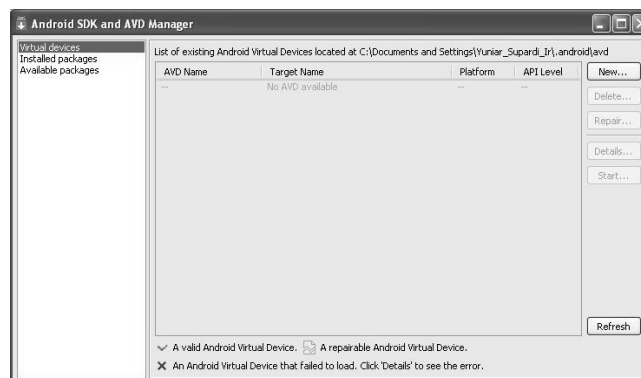 Android SDK and AVD Manager
Virtual devices
Installed packages
Available packages
List of existing Android Virtual Devices located at C:\Documents and Settings\Yuniar_Supardi_Ir\.android\avd
AVD Name Target Name Platform API Level
-- No AVD available -- --
New...
Delete...
Repair...
Details...
Start...
Refresh
A valid Android Virtual Device. A repairable Android Virtual Device.
An Android Virtual Device that failed to load. Click 'Details' to see the error.